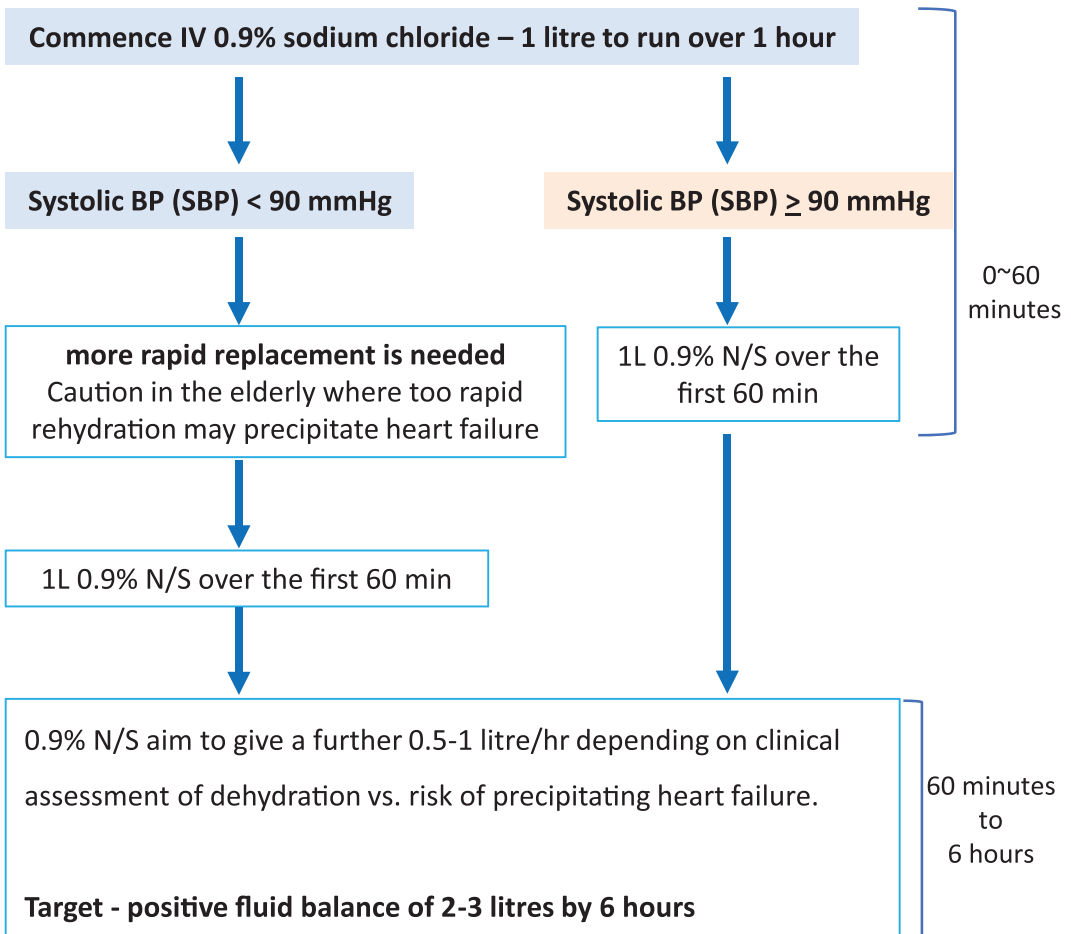 Commence IV 0.9% sodium chloride – 1 litre to run over 1 hour
Systolic BP (SBP) < 90 mmHg
Systolic BP (SBP) ≥ 90 mmHg
0~60
minutes
more rapid replacement is needed
Caution in the elderly where too rapid
rehydration may precipitate heart failure
1L 0.9% N/S over the
first 60 min
1L 0.9% N/S over the first 60 min
0.9% N/S aim to give a further 0.5-1 litre/hr depending on clinical
assessment of dehydration vs. risk of precipitating heart failure.
Target - positive fluid balance of 2-3 litres by 6 hours
60 minutes
to
6 hours